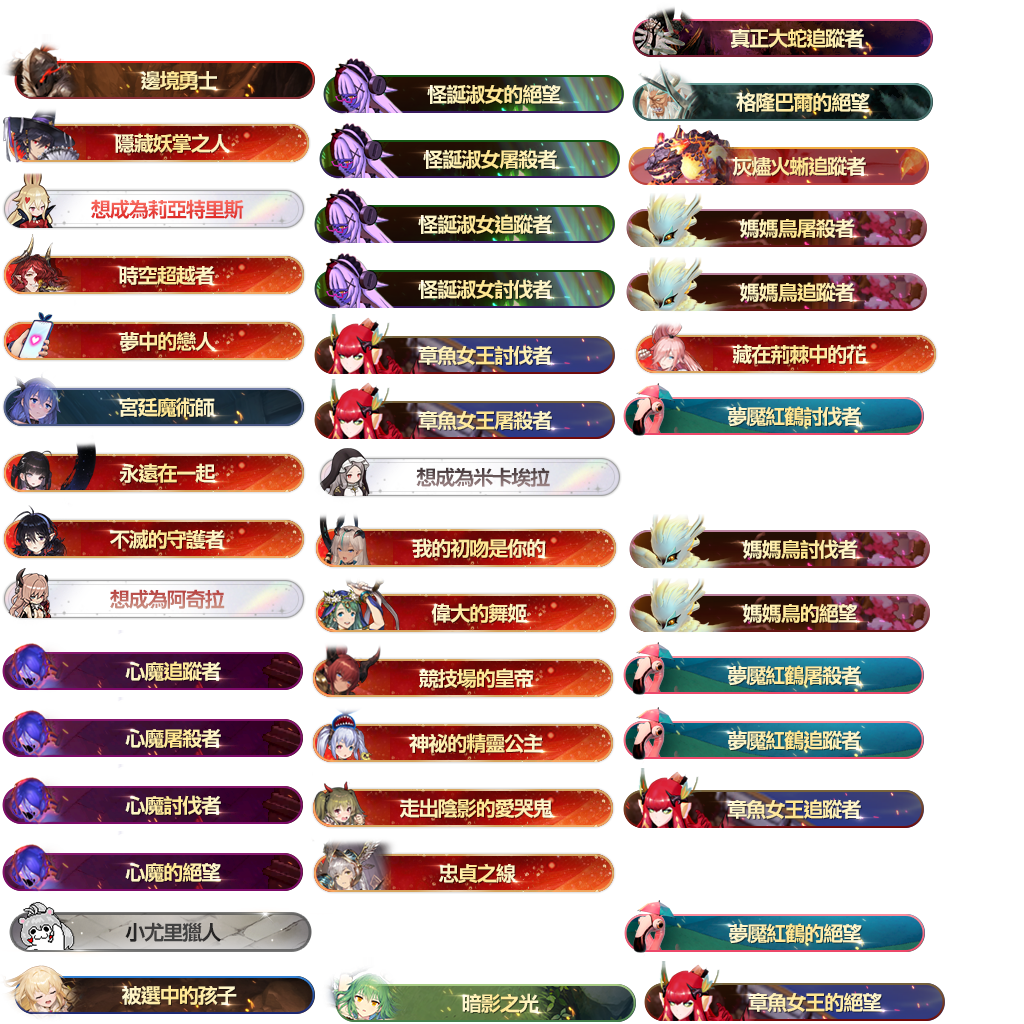 邊境勇士
隱藏妖掌之人
想成為莉亞特里斯
時空超越者
夢中的戀人
宮廷魔術師
永遠在一起
不滅的守護者
想成為阿奇拉
心魔追蹤者
心魔屠殺者
心魔討伐者
心魔的絕望
小尤里獵人
被選中的孩子
怪誕淑女的絕望
怪誕淑女屠殺者
怪誕淑女追蹤者
怪誕淑女討伐者
章魚女王討伐者
章魚女王屠殺者
想成為米卡埃拉
我的初吻是你的
偉大的舞姬
競技場的皇帝
神祕的精靈公主
走出陰影的愛哭鬼
忠貞之線
暗影之光
真正大蛇追蹤者
格隆巴爾的絕望
灰燼火蜥追蹤者
媽媽鳥屠殺者
媽媽鳥追蹤者
藏在荊棘中的花
夢魘紅鶴討伐者
媽媽鳥討伐者
媽媽鳥的絕望
夢魘紅鶴屠殺者
夢魘紅鶴追蹤者
章魚女王追蹤者
夢魘紅鶴的絕望
章魚女王的絕望